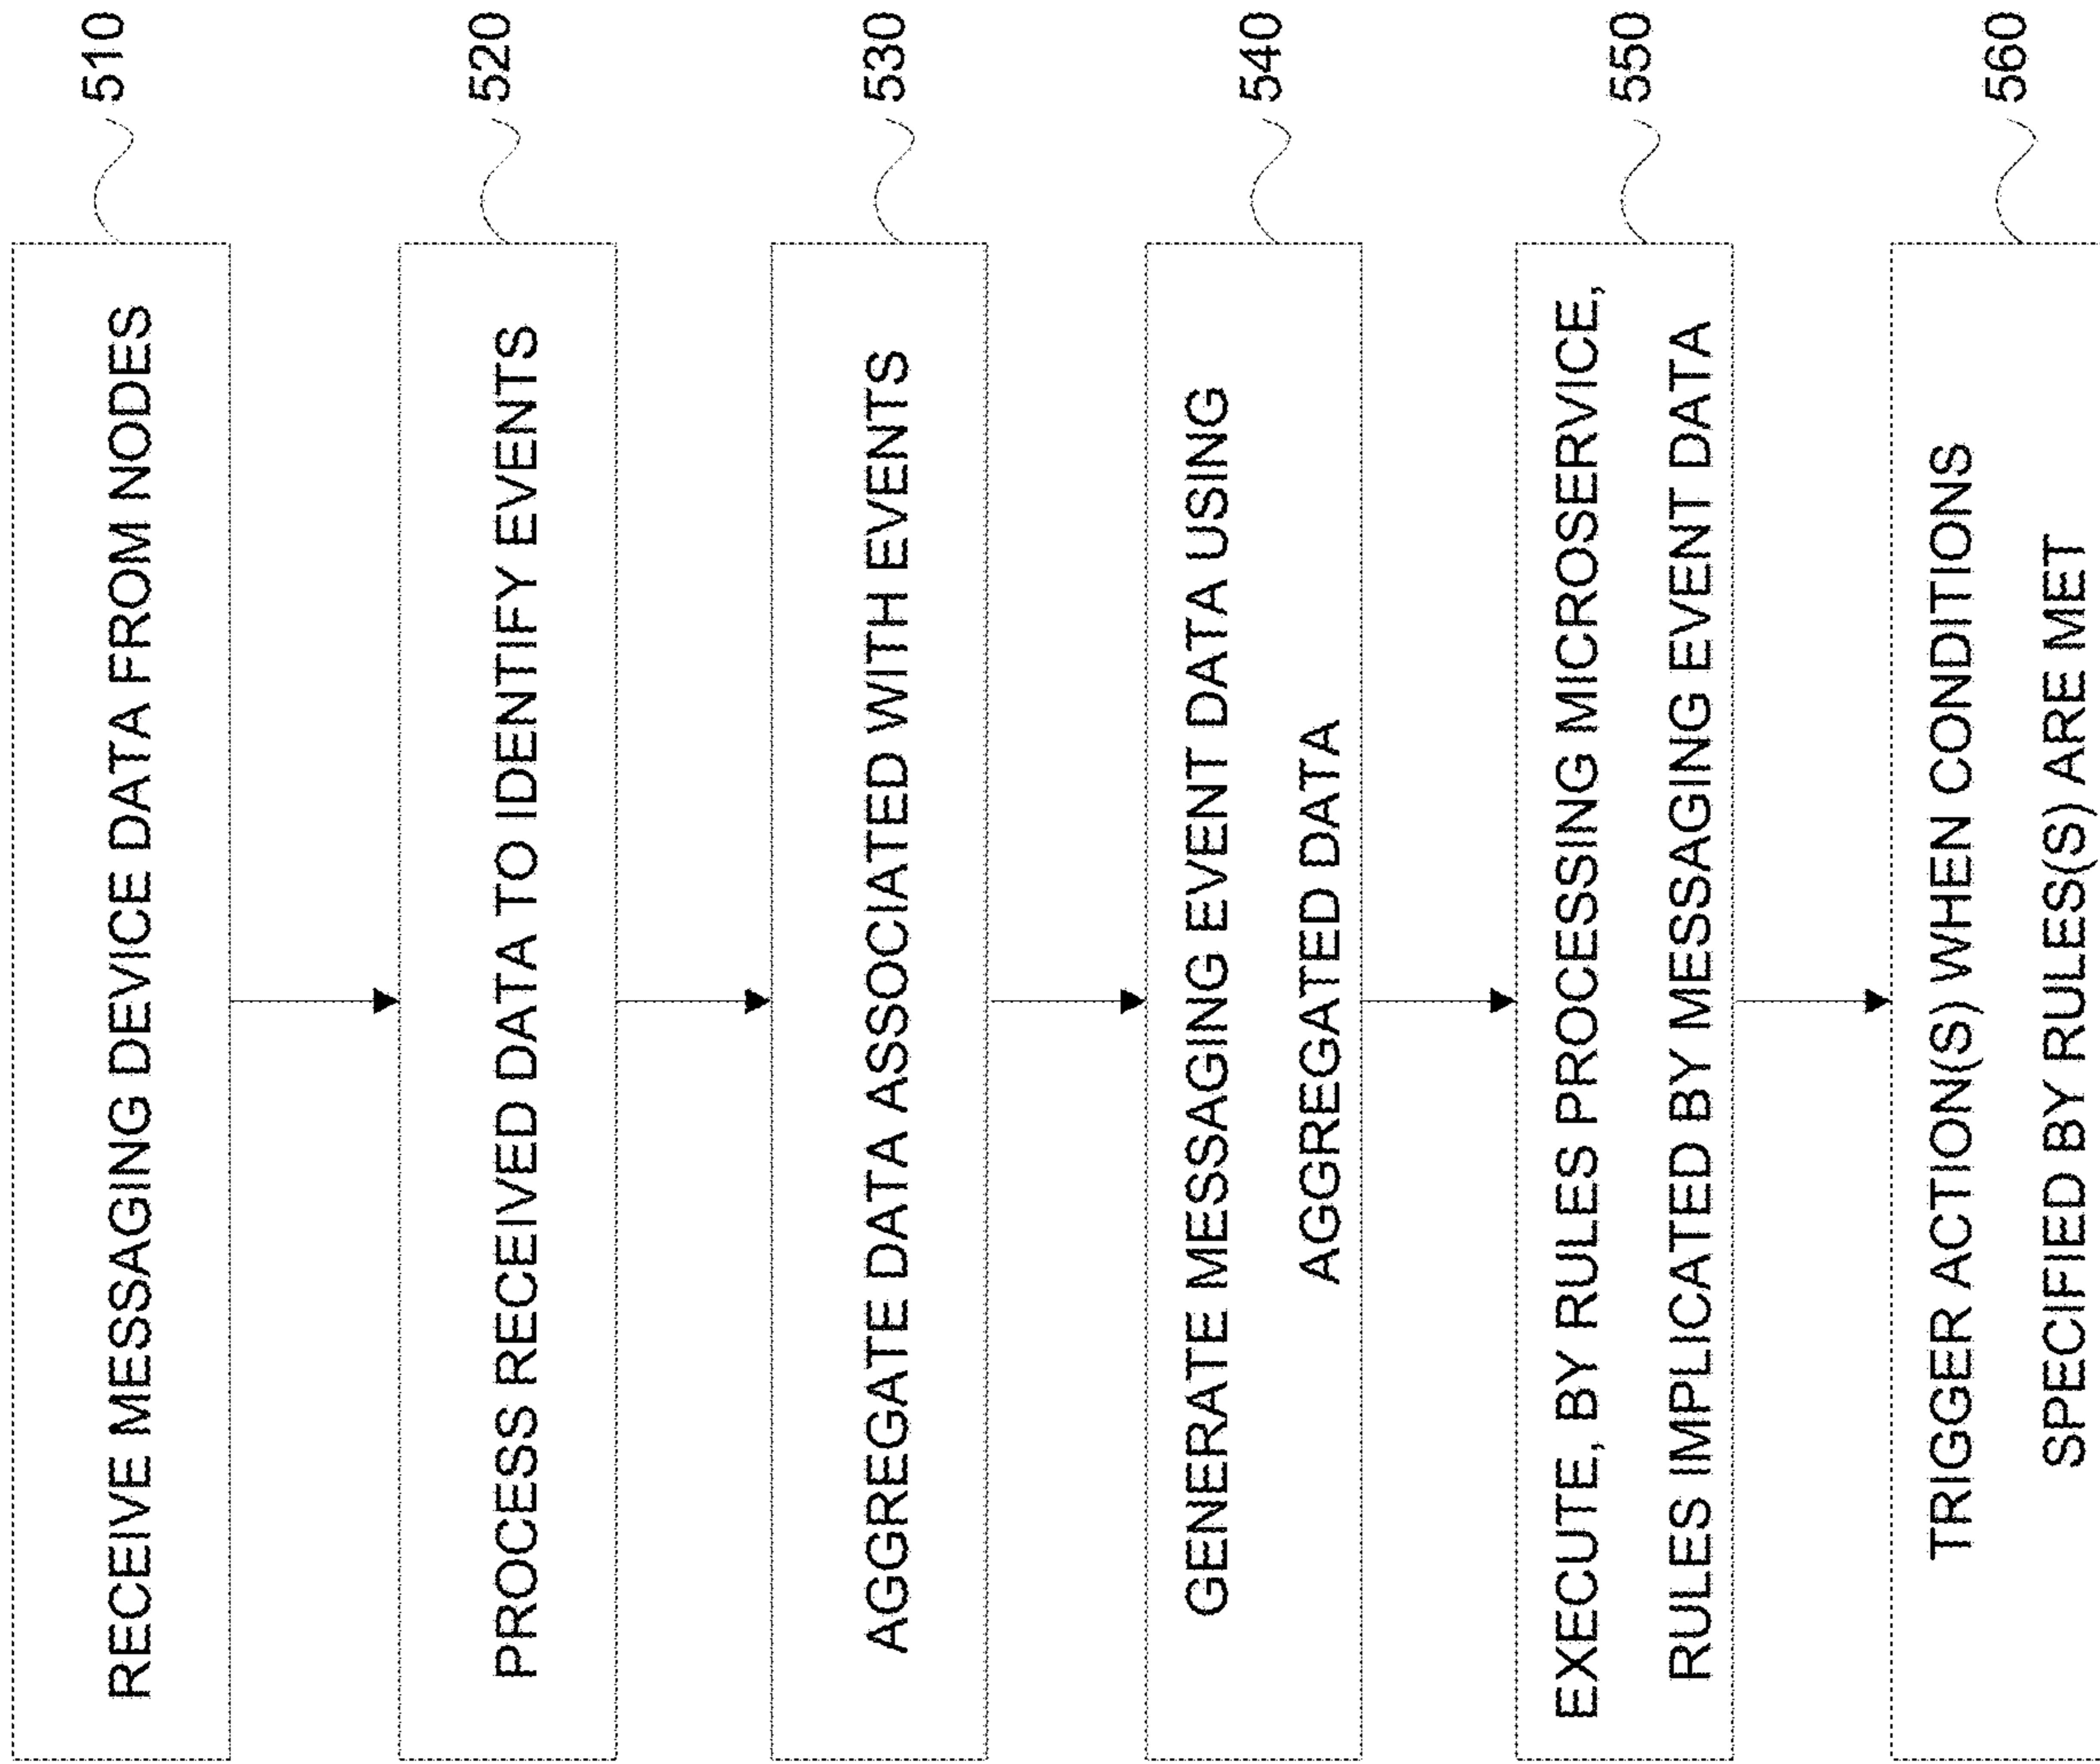 RECEIVE MESSAGING DEVICE DATA FROM NODES
510
PROCESS RECEIVED DATA TO IDENTIFY EVENTS
520
AGGREGATE DATA ASSOCIATED WITH EVENTS
530
GENERATE MESSAGING EVENT DATA USING
AGGREGATED DATA
540
EXECUTE, BY RULES PROCESSING MICROSERVICE,
RULES IMPLICATED BY MESSAGING EVENT DATA
550
TRIGGER ACTION(S) WHEN CONDITIONS
SPECIFIED BY RULES(S) ARE MET
560